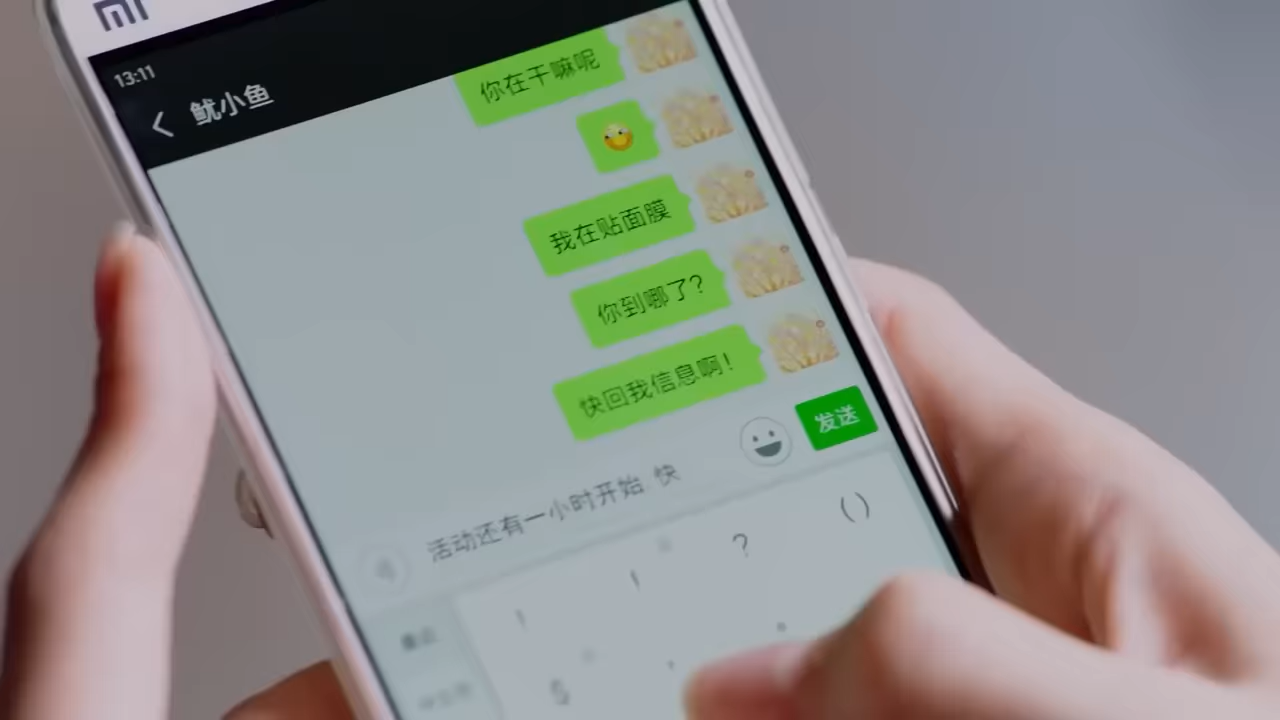 mi
13:11
鱿小鱼
你在干嘛呢
我在贴面膜
你到哪了?
快回我信息啊!
发送
活动还有一小时开始 快
?
()
$